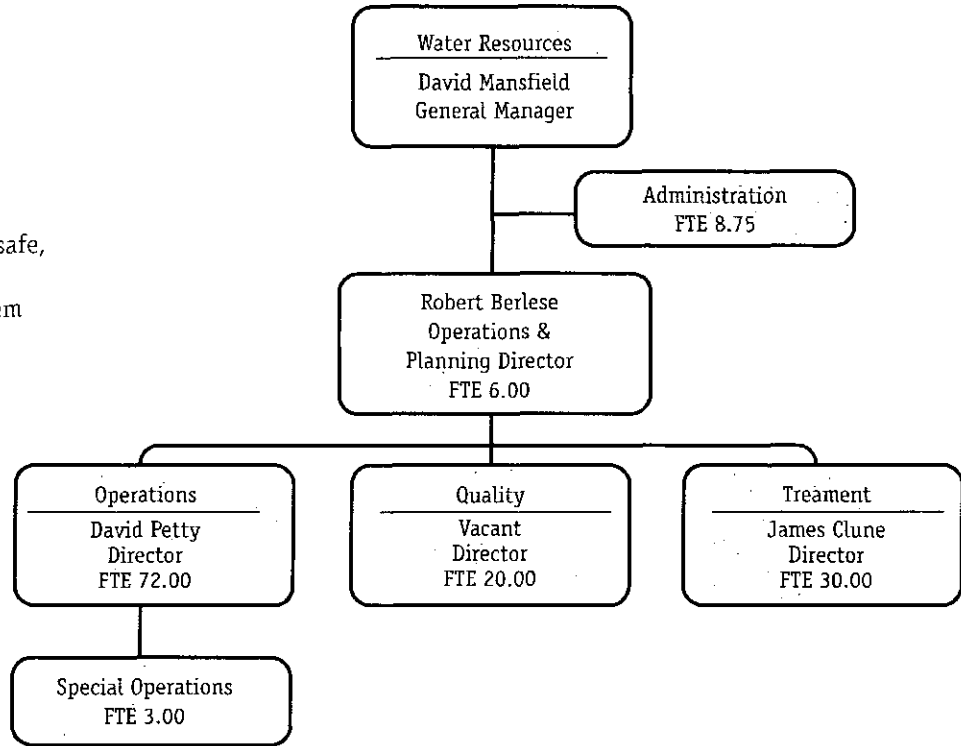 Water Resources
David Mansfield
General Manager
Administration
FTE 8.75
safe,
em
Robert Berlese
Operations &
Planning Director
FTE 6.00
Operations
David Petty
Director
FTE 72.00
Quality
Vacant
Director
FTE 20.00
Treament
James Clune
Director
FTE 30.00
Special Operations
FTE 3.00